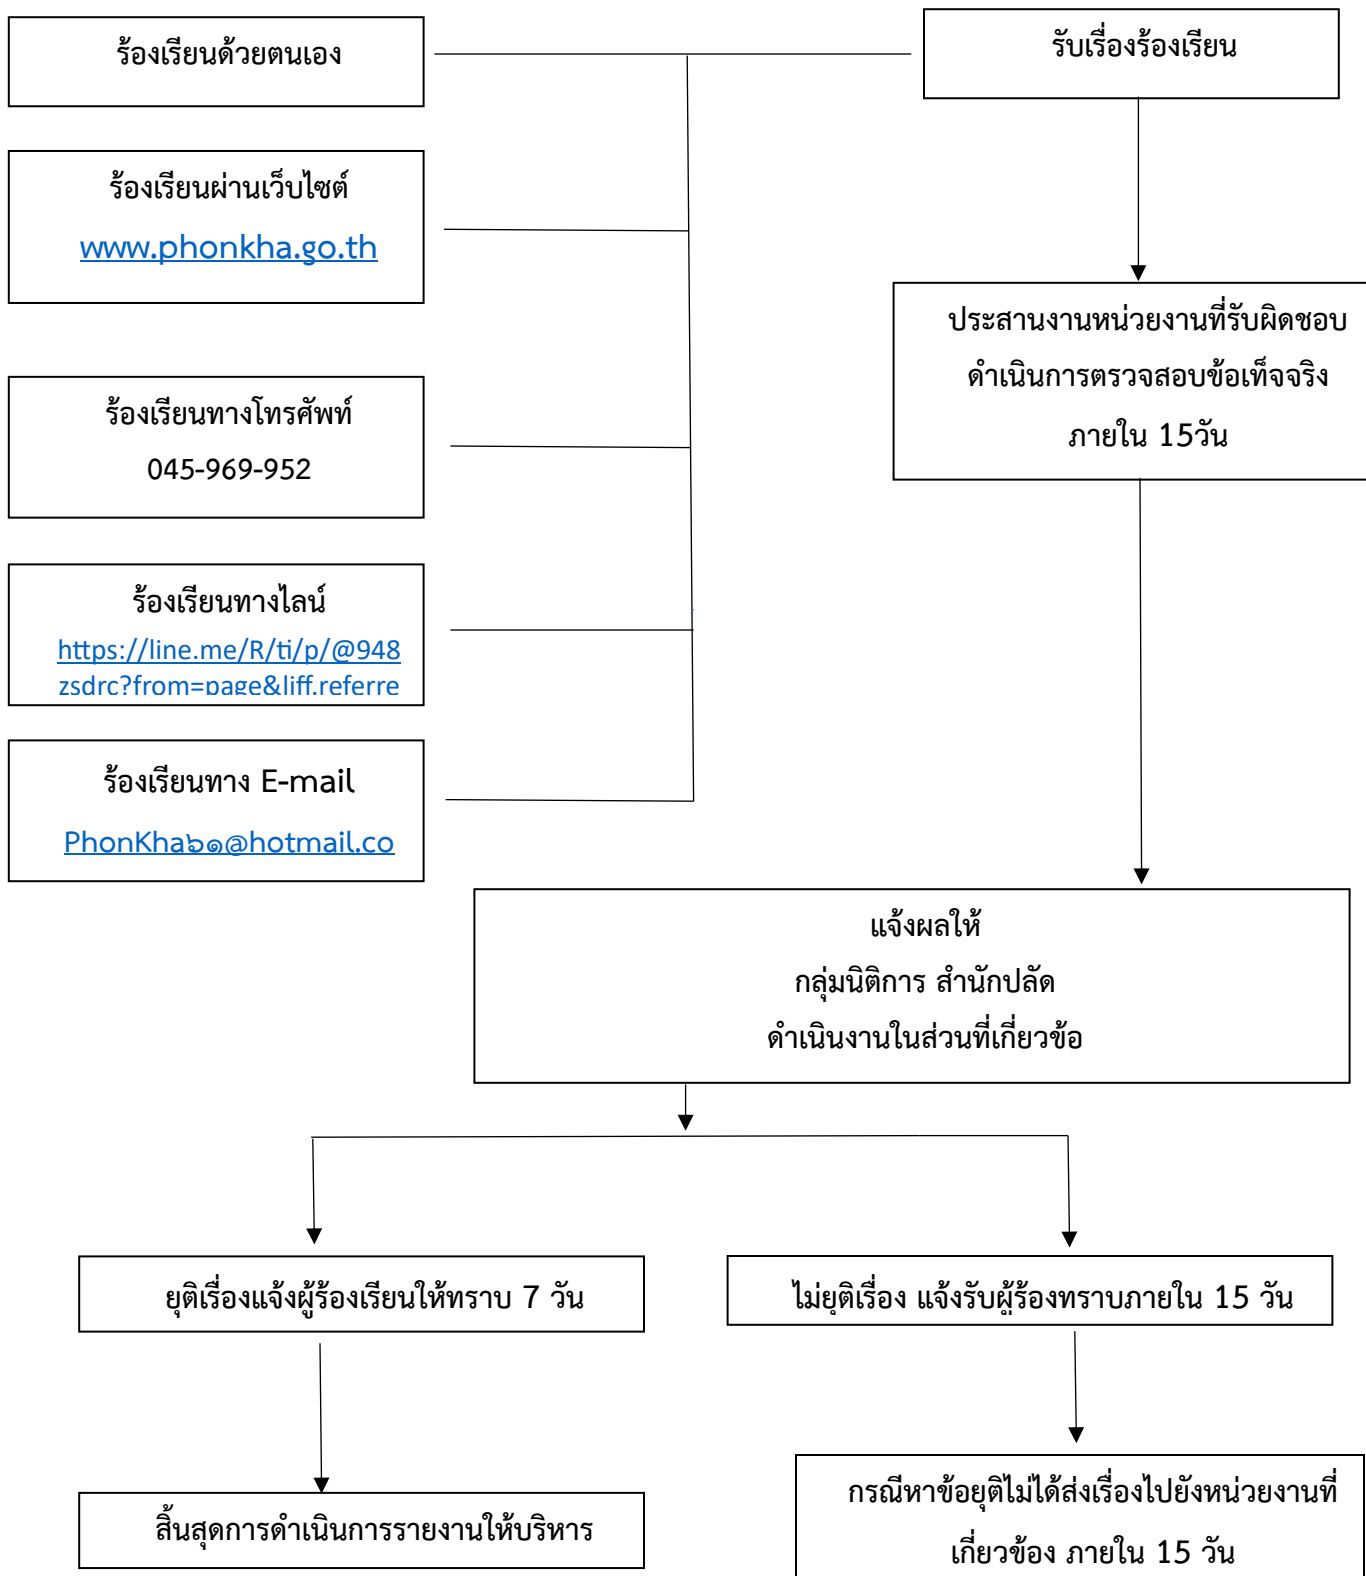 ร้องเรียนด้วยตนเอง
รับเรื่องร้องเรียน
ร้องเรียนผ่านเว็บไซต์
www.phonkha.go.th
ประสานงานหน่วยงานที่รับผิดชอบ
ดำเนินการตรวจสอบข้อเท็จจริง
ภายใน 15วัน
ร้องเรียนทางโทรศัพท์
045-969-952
ร้องเรียนทางไลน์
https://line.me/R/ti/p/@948
zsdrc?from=page&liff.referre
ร้องเรียนทาง E-mail
PhonKha๖๑@hotmail.co
แจ้งผลให้
กลุ่มนิติการ สำนักปลัด
ดำเนินงานในส่วนที่เกี่ยวข้อ
ยุติเรื่องแจ้งผู้ร้องเรียนให้ทราบ 7 วัน
ไม่ยุติเรื่อง แจ้งรับผู้ร้องทราบภายใน 15 วัน
สิ้นสุดการดำเนินการรายงานให้บริหาร
กรณีหาข้อยุติไม่ได้ส่งเรื่องไปยังหน่วยงานที่
เกี่ยวข้อง ภายใน 15 วัน